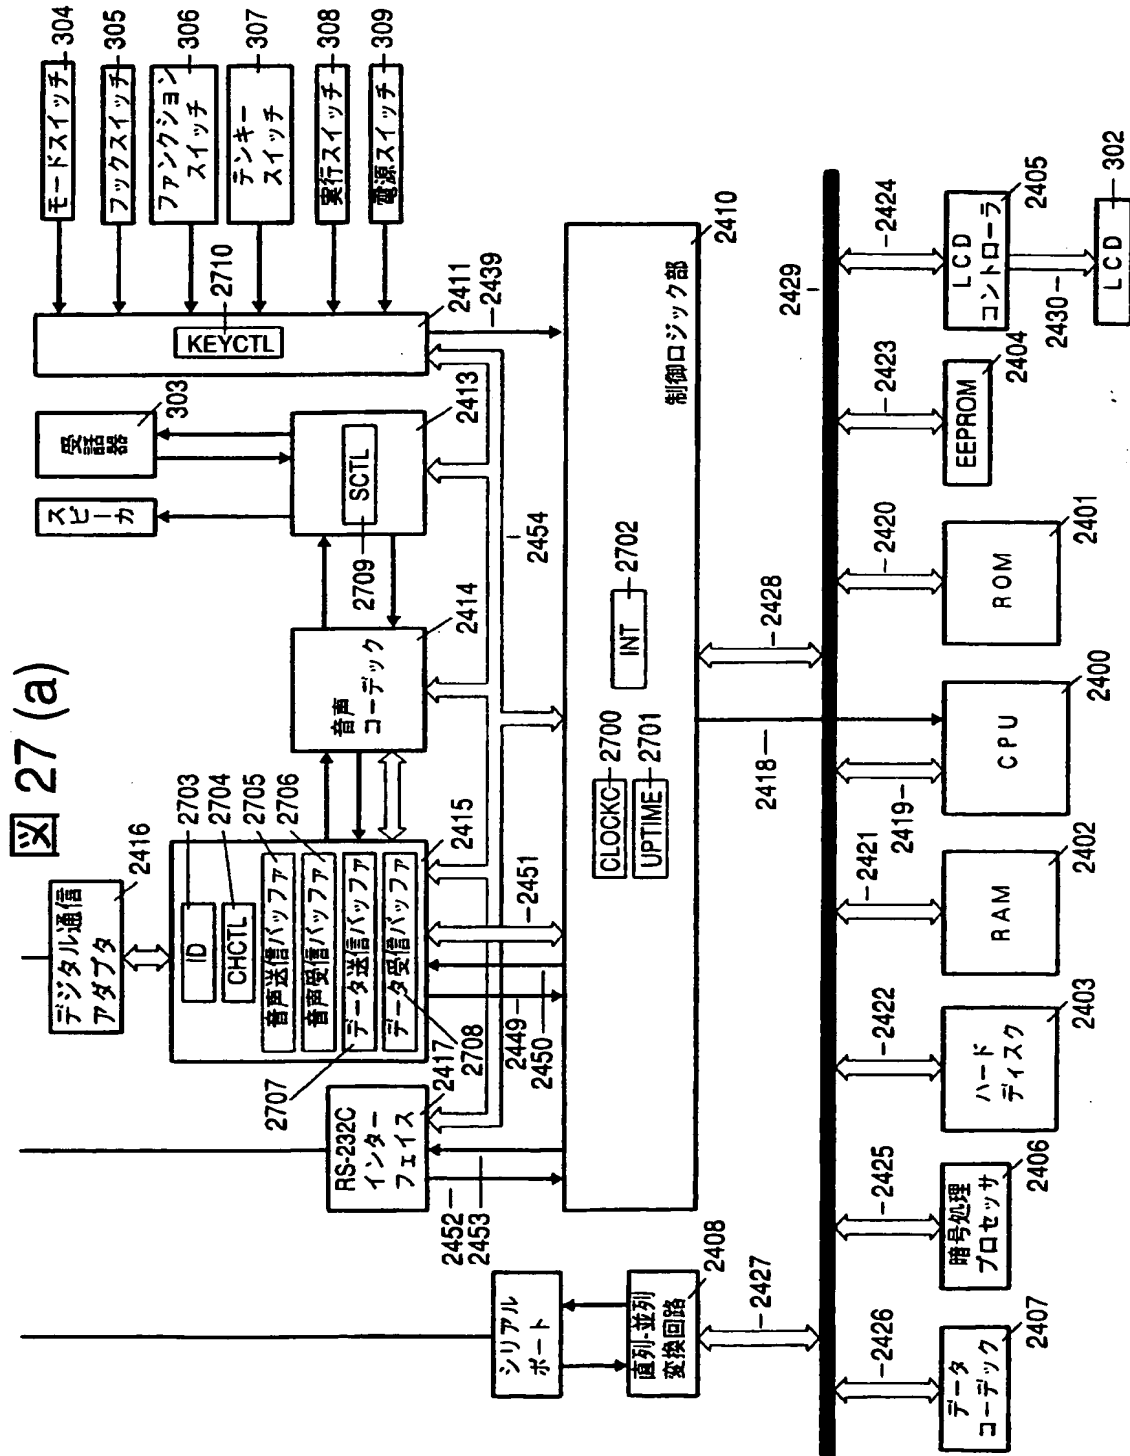 図 27 (a)
デジタル通信
アダプタ
2416
ID
2703
CHCTL
2704
音声送信バッファ
2705
音声受信バッファ
2706
データ送信バッファ
2707
データ受信バッファ
2708
2415
音声
コーデック
2414
スピーカ
受話器
303
SCTL
2709
2413
KEYCTL
2710
2411
2439
モードスイッチ
304
フックスイッチ
305
ファンクション
スイッチ
306
テンキー
スイッチ
307
実行スイッチ
308
電源スイッチ
309
RS-232C
インター
フェイス
2417
2452
2453
2449
2450
2451
2454
シリアル
ポート
直列-並列
変換回路
2408
2427
CLOCKC
2700
UPTIME
2701
INT
2702
制御ロジック部
2410
2418
2428
2429
2426
2425
2422
2421
2419
2420
2423
2424
データ
コーデック
2407
暗号処理
プロセッサ
2406
ハード
ディスク
2403
RAM
2402
CPU
2400
ROM
2401
EEPROM
2404
LCD
コントローラ
2405
2430
LCD
302